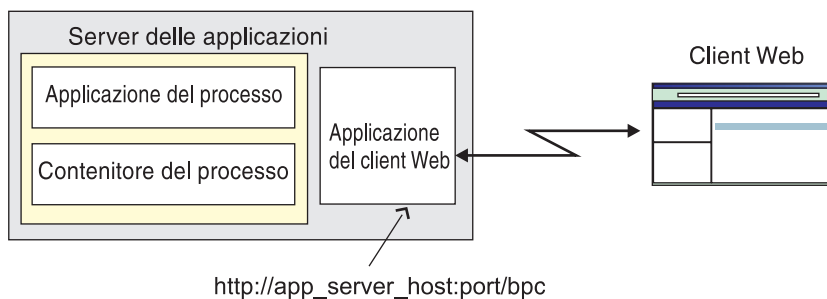 Server delle applicazioni
Applicazione del processo
Contenitore del processo
Applicazione
del client Web
Client Web
http://app_server_host:port/bpc